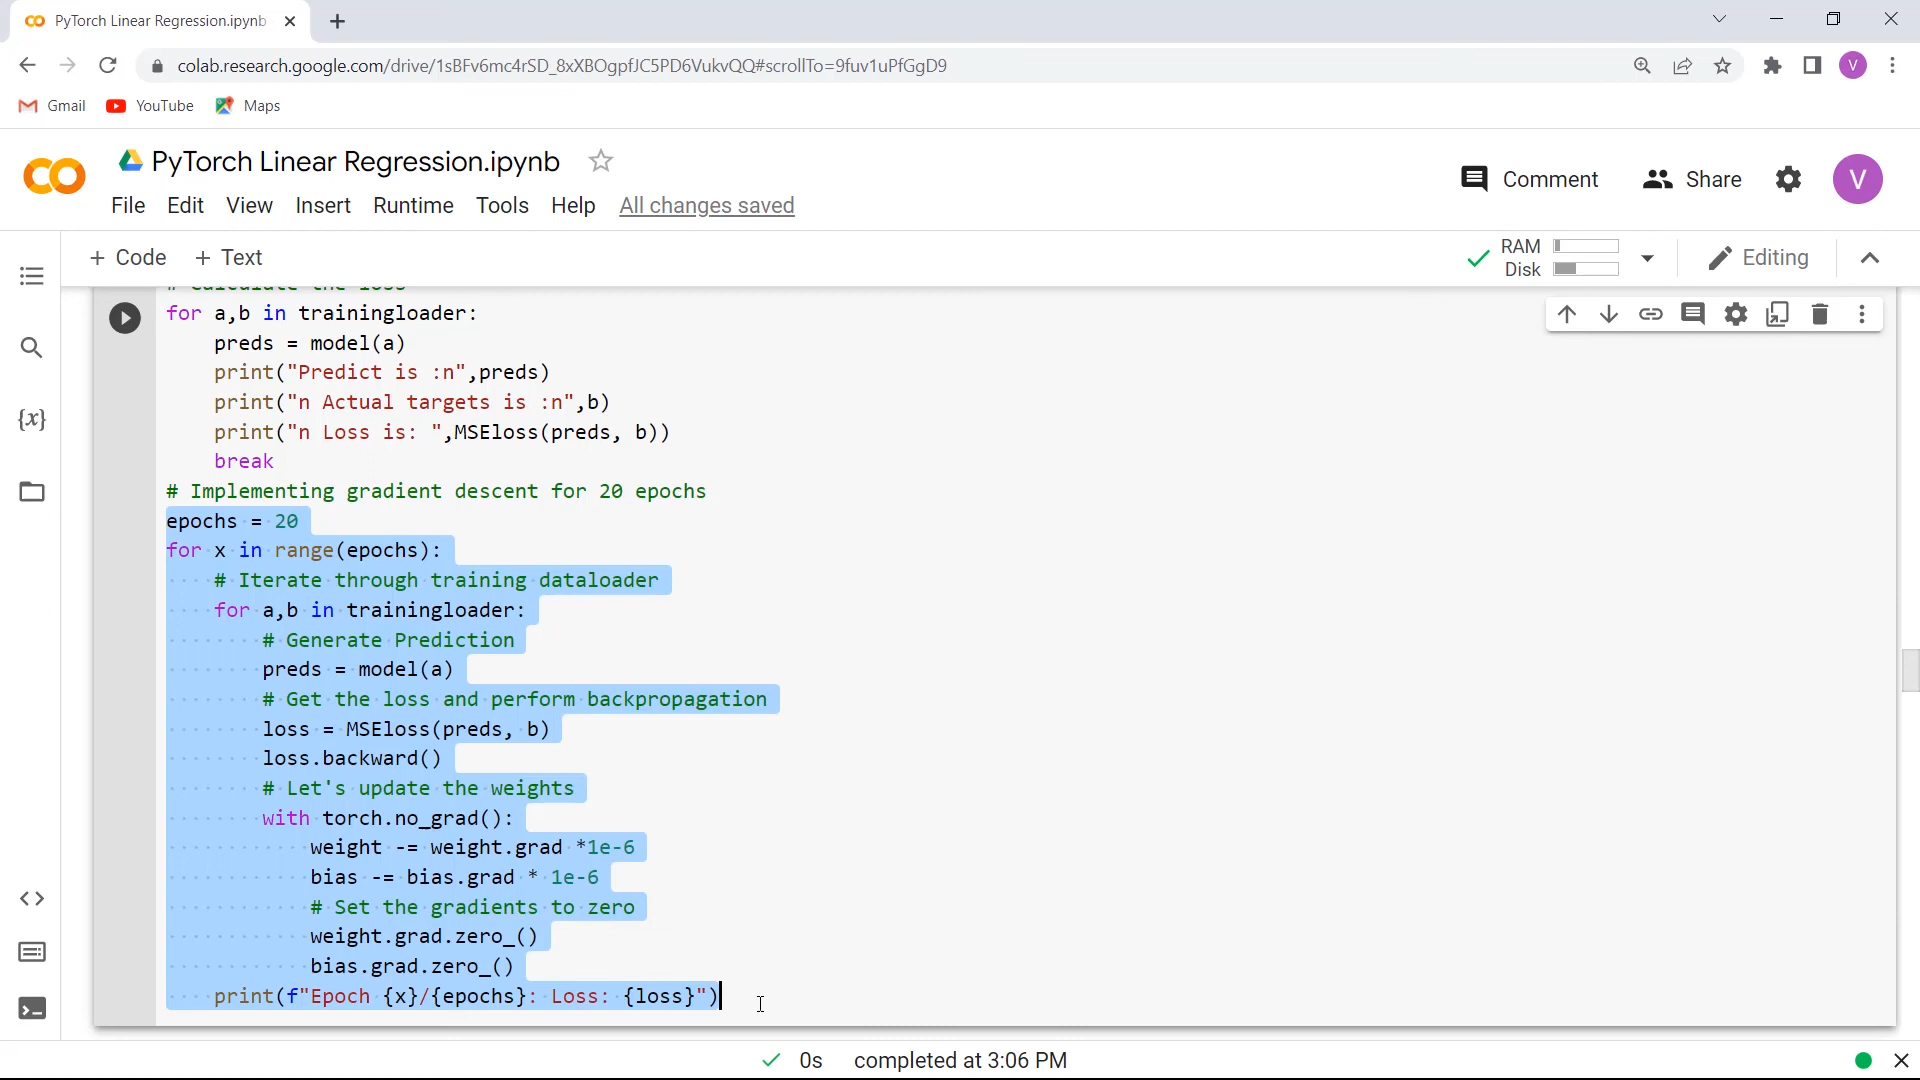 PyTorch Linear Regression.ipynb
colab.research.google.com/drive/1sBFv6mc4rSD_8xXBOgpfJC5PD6VukvQQ#scrollTo=9fuv1uPfGgD9
V
Gmail YouTube Maps
PyTorch Linear Regression.ipynb
Comment Share V
File Edit View Insert Runtime Tools Help All changes saved
+ Code + Text
RAM
Disk
Editing
# Calculate the loss
for a,b in trainingloader:
preds = model(a)
print("Predict is :n",preds)
print("n Actual targets is :n",b)
print("n Loss is: ",MSEloss(preds, b))
break
# Implementing gradient descent for 20 epochs
epochs = 20
for x in range(epochs):
# Iterate through training dataloader
for a,b in trainingloader:
# Generate Prediction
preds = model(a)
# Get the loss and perform backpropagation
loss = MSEloss(preds, b)
loss.backward()
# Let's update the weights
with torch.no_grad():
weight -= weight.grad *1e-6
bias -= bias.grad * 1e-6
# Set the gradients to zero
weight.grad.zero_()
bias.grad.zero_()
print(f"Epoch {x}/{epochs}: Loss: {loss}")
0s completed at 3:06 PM